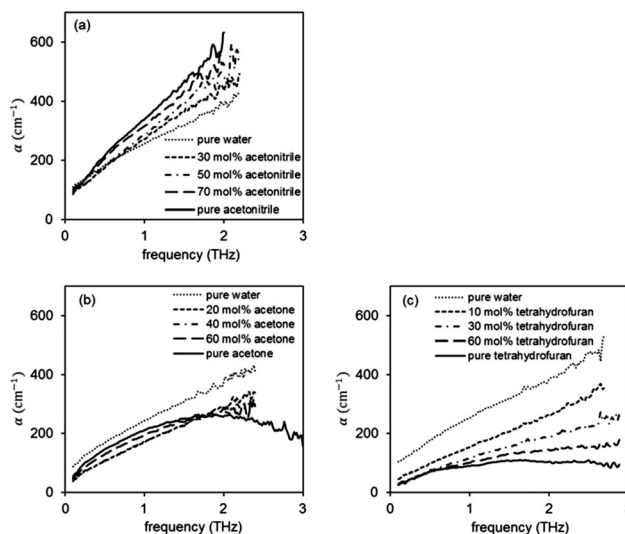 (a)
600
400
200
0
α (cm⁻¹)
pure water
30 mol% acetonitrile
50 mol% acetonitrile
70 mol% acetonitrile
pure acetonitrile
0 1 2 3
frequency (THz)
(b)
600
400
200
0
α (cm⁻¹)
pure water
20 mol% acetone
40 mol% acetone
60 mol% acetone
pure acetone
0 1 2 3
frequency (THz)
(c)
600
400
200
0
α (cm⁻¹)
pure water
10 mol% tetrahydrofuran
30 mol% tetrahydrofuran
60 mol% tetrahydrofuran
pure tetrahydrofuran
0 1 2 3
frequency (THz)